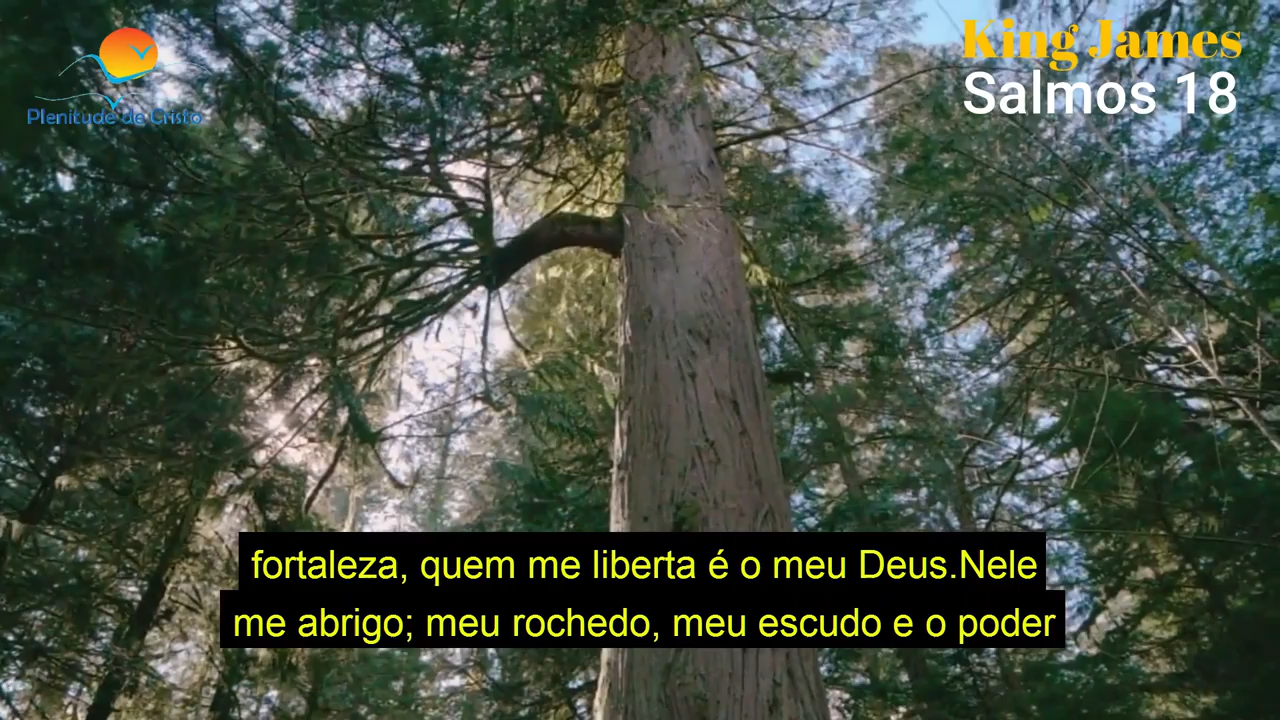 Plenitude de Cristo
King James
Salmos 18
fortaleza, quem me liberta é o meu Deus.Nele
me abrigo; meu rochedo, meu escudo e o poder